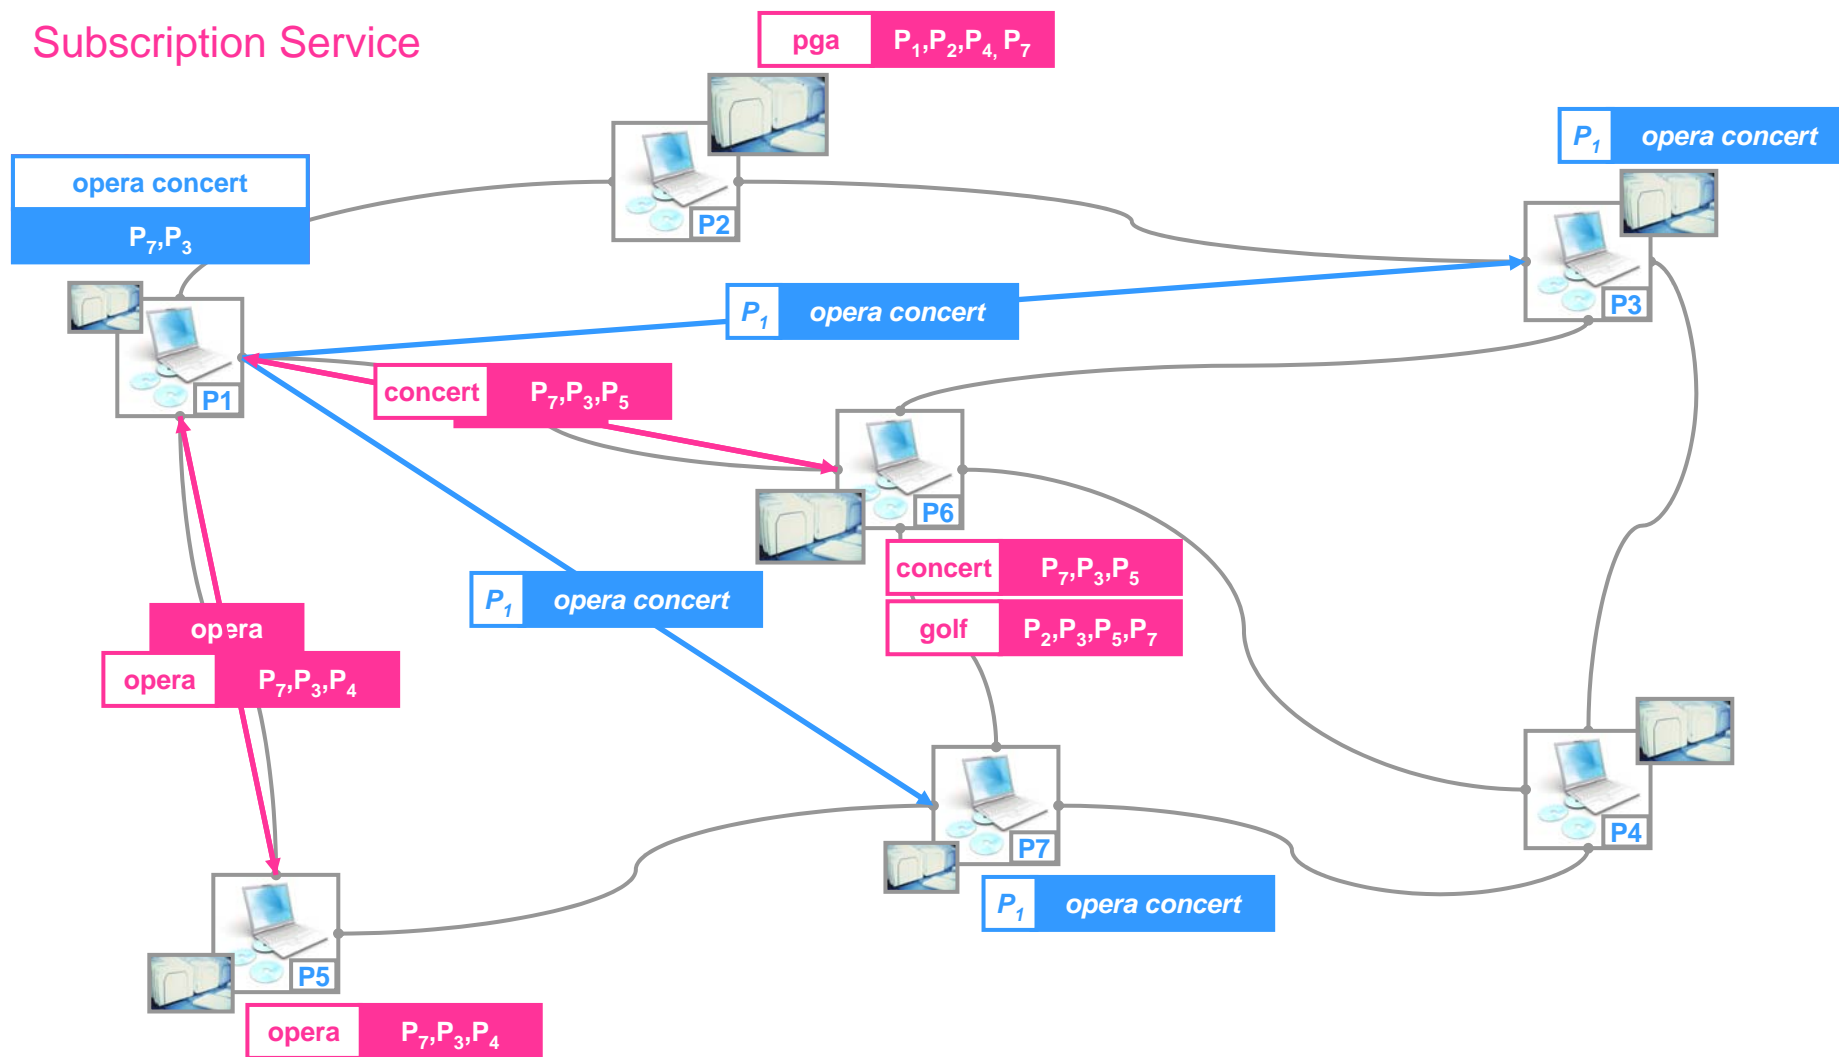 Subscription Service
pga P1,P2,P4, P7
P1 opera concert
opera concert
P7,P3
P2
P3
P1 opera concert
P1
concert P7,P3,P5
P6
concert P7,P3,P5
golf P2,P3,P5,P7
P1 opera concert
opera
opera P7,P3,P4
P4
P7
P1 opera concert
P5
opera P7,P3,P4